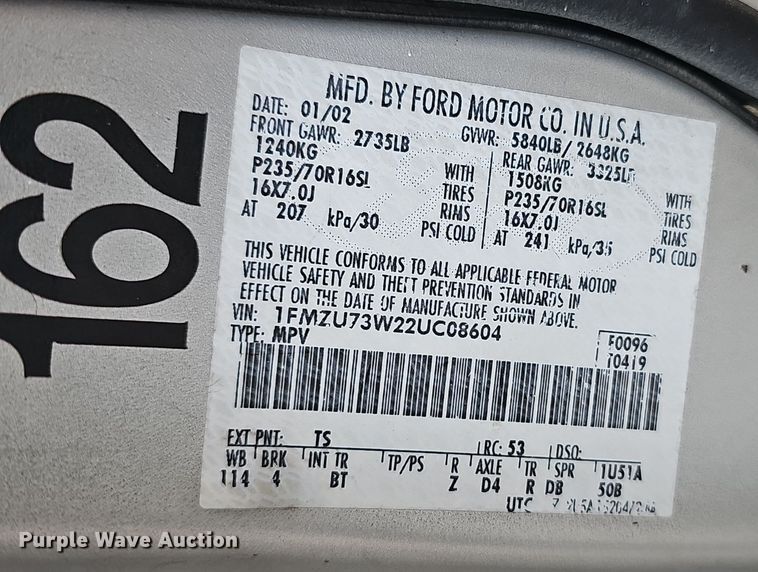 162
MFD. BY FORD MOTOR CO. IN U.S.A.
DATE: 01/02 GVWR: 5840LB/ 2648KG
FRONT GAWR: 2735LB REAR GAWR: 3325LB
1240KG WITH 1508KG WITH
P235/70R16SL TIRES P235/70R16SL TIRES
16X7.0J RIMS 16X7.0J RIMS
AT 207 kPa/30 PSI COLD AT 241 kPa/35 PSI COLD
THIS VEHICLE CONFORMS TO ALL APPLICABLE FEDERAL MOTOR
VEHICLE SAFETY AND THEFT PREVENTION STANDARDS IN
EFFECT ON THE DATE OF MANUFACTURE SHOWN ABOVE.
VIN: 1FMZU73W22UC08604
TYPE: MPV
F0096
T0419
EXT PNT: TS RC: 53 DSO:
WB BRK INT TR TP/PS R AXLE TR SPR 1U51A
114 4 BT Z D4 R DB 50B
UTC
Purple Wave Auction